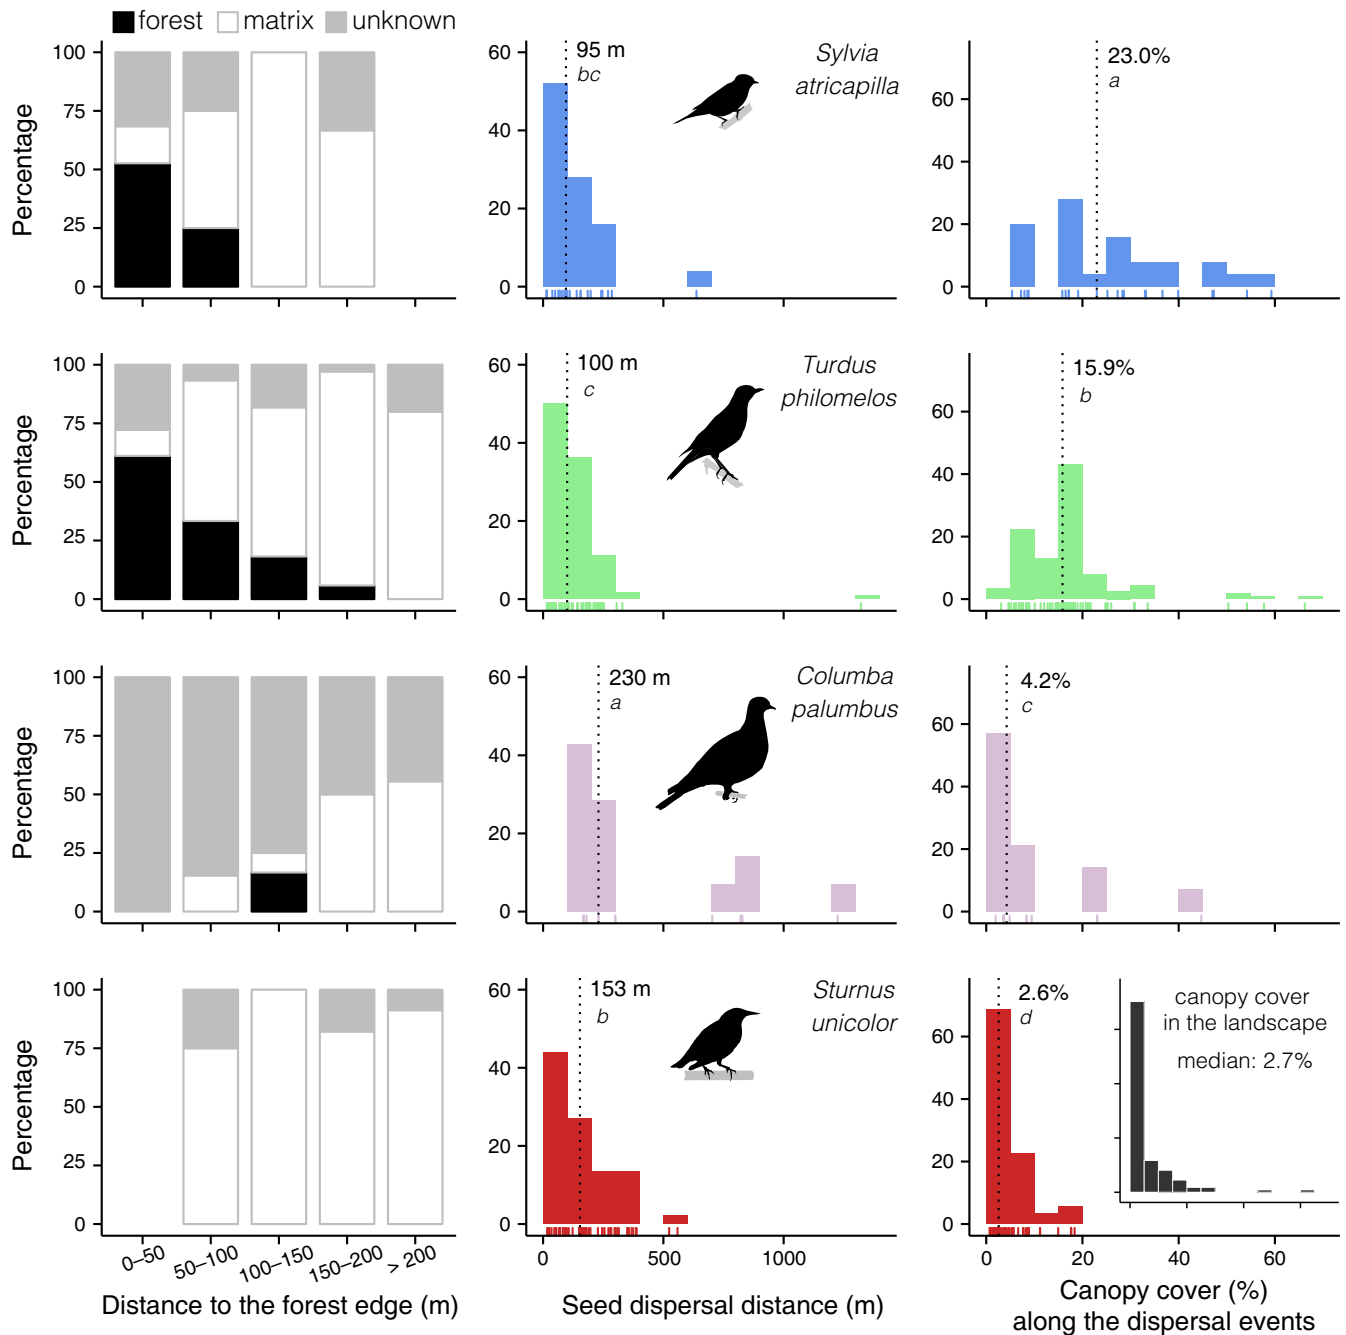 forest matrix unknown
Percentage
100
75
50
25
0
60
40
20
0
95 m
bc
Sylvia
atricapilla
60
40
20
0
23.0%
a
Percentage
100
75
50
25
0
60
40
20
0
100 m
c
Turdus
philomelos
60
40
20
0
15.9%
b
Percentage
100
75
50
25
0
60
40
20
0
230 m
a
Columba
palumbus
60
40
20
0
4.2%
c
Percentage
100
75
50
25
0
0–50
50–100
100–150
150–200
> 200
Distance to the forest edge (m)
60
40
20
0
153 m
b
Sturnus
unicolor
0 500 1000
Seed dispersal distance (m)
60
40
20
0
2.6%
d
canopy cover
in the landscape
median: 2.7%
0 20 40 60
Canopy cover (%)
along the dispersal events